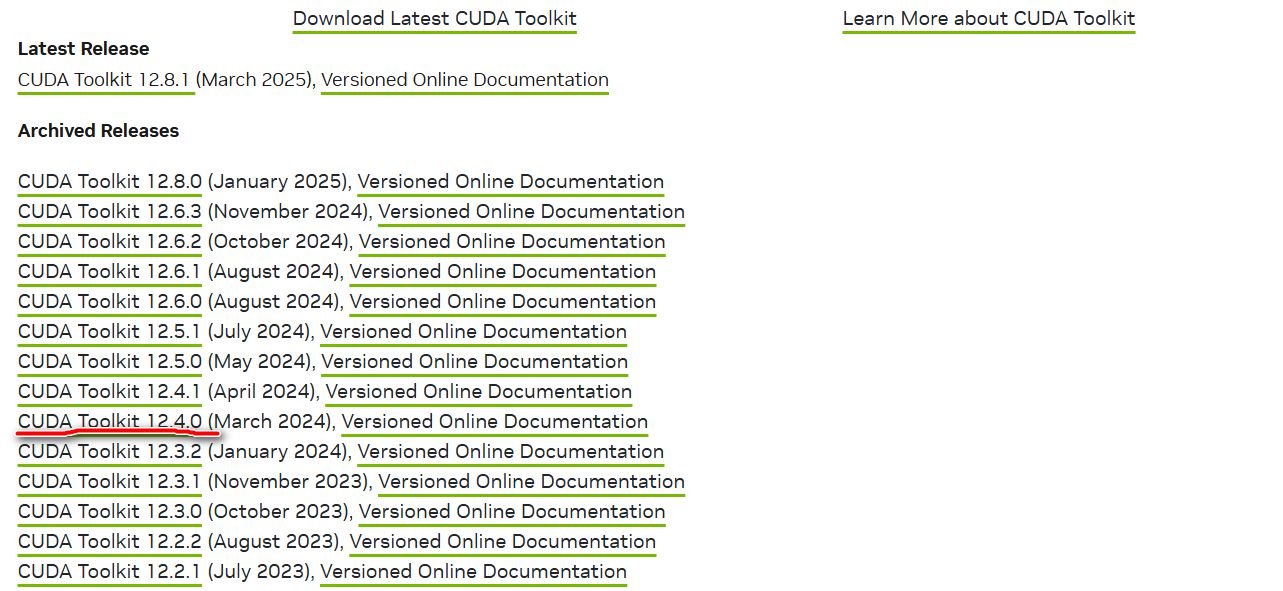 Download Latest CUDA Toolkit Learn More about CUDA Toolkit
Latest Release
CUDA Toolkit 12.8.1 (March 2025), Versioned Online Documentation
Archived Releases
CUDA Toolkit 12.8.0 (January 2025), Versioned Online Documentation
CUDA Toolkit 12.6.3 (November 2024), Versioned Online Documentation
CUDA Toolkit 12.6.2 (October 2024), Versioned Online Documentation
CUDA Toolkit 12.6.1 (August 2024), Versioned Online Documentation
CUDA Toolkit 12.6.0 (August 2024), Versioned Online Documentation
CUDA Toolkit 12.5.1 (July 2024), Versioned Online Documentation
CUDA Toolkit 12.5.0 (May 2024), Versioned Online Documentation
CUDA Toolkit 12.4.1 (April 2024), Versioned Online Documentation
CUDA Toolkit 12.4.0 (March 2024), Versioned Online Documentation
CUDA Toolkit 12.3.2 (January 2024), Versioned Online Documentation
CUDA Toolkit 12.3.1 (November 2023), Versioned Online Documentation
CUDA Toolkit 12.3.0 (October 2023), Versioned Online Documentation
CUDA Toolkit 12.2.2 (August 2023), Versioned Online Documentation
CUDA Toolkit 12.2.1 (July 2023), Versioned Online Documentation